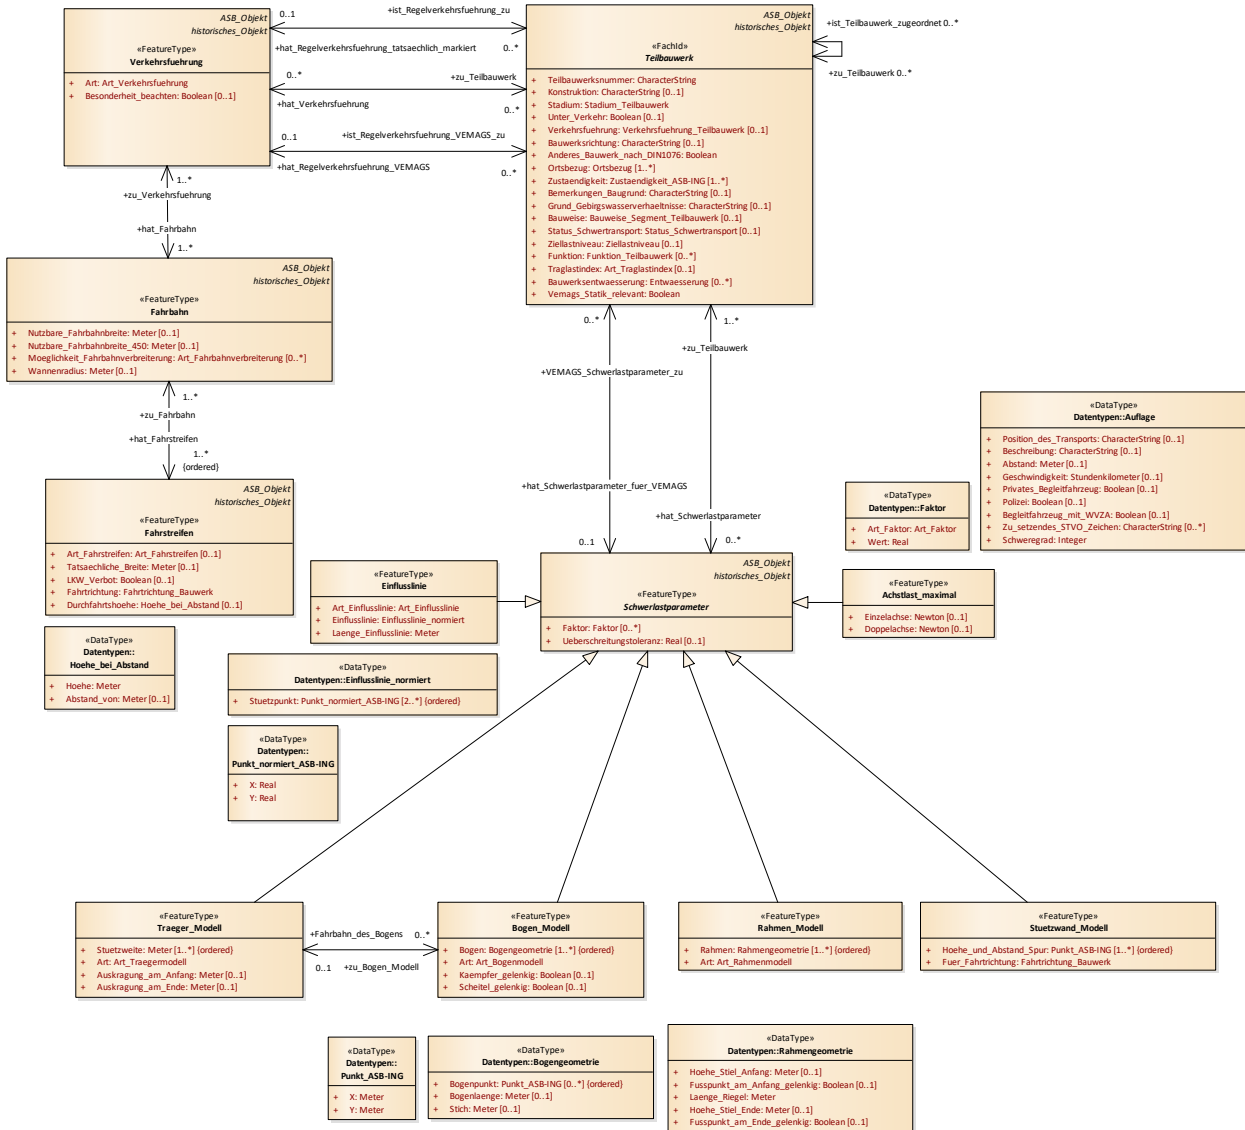 ASB_Objekt
historisches_Objekt
«FeatureType»
Verkehrsfuehrung
+ Art: Art_Verkehrsfuehrung
+ Besonderheit_beachten: Boolean [0..1]
0..1
+ist_Regelverkehrsfuehrung_zu
+hat_Regelverkehrsfuehrung_tatsaechlich_markiert
0..*
0..*
+zu_Teilbauwerk
+hat_Verkehrsfuehrung
0..*
0..1
+ist_Regelverkehrsfuehrung_VEMAGS_zu
+hat_Regelverkehrsfuehrung_VEMAGS
0..*
ASB_Objekt
historisches_Objekt
«FachId»
Teilbauwerk
+ Teilbauwerksnummer: CharacterString
+ Konstruktion: CharacterString [0..1]
+ Stadium: Stadium_Teilbauwerk
+ Unter_Verkehr: Boolean [0..1]
+ Verkehrsfuehrung: Verkehrsfuehrung_Teilbauwerk [0..1]
+ Bauwerksrichtung: CharacterString [0..1]
+ Anderes_Bauwerk_nach_DIN1076: Boolean
+ Ortsbezug: Ortsbezug [1..*]
+ Zustaendigkeit: Zustaendigkeit_ASB-ING [1..*]
+ Bemerkungen_Baugrund: CharacterString [0..1]
+ Grund_Gebirgswasserverhaeltnisse: CharacterString [0..1]
+ Bauweise: Bauweise_Segment_Teilbauwerk [0..1]
+ Status_Schwertransport: Status_Schwertransport [0..1]
+ Ziellastniveau: Ziellastniveau [0..1]
+ Funktion: Funktion_Teilbauwerk [0..*]
+ Traglastindex: Art_Traglastindex [0..1]
+ Bauwerksentwaesserung: Entwaesserung [0..*]
+ Vemags_Statik_relevant: Boolean
+ist_Teilbauwerk_zugeordnet 0..*
+zu_Teilbauwerk 0..*
1..*
+zu_Verkehrsfuehrung
+hat_Fahrbahn
1..*
ASB_Objekt
historisches_Objekt
«FeatureType»
Fahrbahn
+ Nutzbare_Fahrbahnbreite: Meter [0..1]
+ Nutzbare_Fahrbahnbreite_450: Meter [0..1]
+ Moeglichkeit_Fahrbahnverbreiterung: Art_Fahrbahnverbreiterung [0..*]
+ Wannenradius: Meter [0..1]
1..*
+zu_Fahrbahn
+hat_Fahrstreifen
1..*
{ordered}
ASB_Objekt
historisches_Objekt
«FeatureType»
Fahrstreifen
+ Art_Fahrstreifen: Art_Fahrstreifen [0..1]
+ Tatsaechliche_Breite: Meter [0..1]
+ LKW_Verbot: Boolean [0..1]
+ Fahrtrichtung: Fahrtrichtung_Bauwerk
+ Durchfahrtshoehe: Hoehe_bei_Abstand [0..1]
0..*
+VEMAGS_Schwerlastparameter_zu
+hat_Schwerlastparameter_fuer_VEMAGS
0..1
1..*
+zu_Teilbauwerk
+hat_Schwerlastparameter
0..*
«DataType»
Datentypen::Auflage
+ Position_des_Transports: CharacterString [0..1]
+ Beschreibung: CharacterString [0..1]
+ Abstand: Meter [0..1]
+ Geschwindigkeit: Stundenkilometer [0..1]
+ Privates_Begleitfahrzeug: Boolean [0..1]
+ Polizei: Boolean [0..1]
+ Begleitfahrzeug_mit_WVZA: Boolean [0..1]
+ Zu_setzendes_STVO_Zeichen: CharacterString [0..*]
+ Schweregrad: Integer
«DataType»
Datentypen::Faktor
+ Art_Faktor: Art_Faktor
+ Wert: Real
«FeatureType»
Einflusslinie
+ Art_Einflusslinie: Art_Einflusslinie
+ Einflusslinie: Einflusslinie_normiert
+ Laenge_Einflusslinie: Meter
ASB_Objekt
historisches_Objekt
«FeatureType»
Schwerlastparameter
+ Faktor: Faktor [0..*]
+ Ueberschreitungstoleranz: Real [0..1]
«FeatureType»
Achstlast_maximal
+ Einzelachse: Newton [0..1]
+ Doppelachse: Newton [0..1]
«DataType»
Datentypen::
Hoehe_bei_Abstand
+ Hoehe: Meter
+ Abstand_von: Meter [0..1]
«DataType»
Datentypen::Einflusslinie_normiert
+ Stuetzpunkt: Punkt_normiert_ASB-ING [2..*] {ordered}
«DataType»
Datentypen::
Punkt_normiert_ASB-ING
+ X: Real
+ Y: Real
«FeatureType»
Traeger_Modell
+ Stuetzweite: Meter [1..*] {ordered}
+ Art: Art_Traegermodell
+ Auskragung_am_Anfang: Meter [0..1]
+ Auskragung_am_Ende: Meter [0..1]
+Fahrbahn_des_Bogens
0..*
0..1
+zu_Bogen_Modell
«FeatureType»
Bogen_Modell
+ Bogen: Bogengeometrie [1..*] {ordered}
+ Art: Art_Bogenmodell
+ Kaempfer_gelenkig: Boolean [0..1]
+ Scheitel_gelenkig: Boolean [0..1]
«FeatureType»
Rahmen_Modell
+ Rahmen: Rahmengeometrie [1..*] {ordered}
+ Art: Art_Rahmenmodell
«FeatureType»
Stuetzwand_Modell
+ Hoehe_und_Abstand_Spur: Punkt_ASB-ING [1..*] {ordered}
+ Fuer_Fahrtrichtung: Fahrtrichtung_Bauwerk
«DataType»
Datentypen::
Punkt_ASB-ING
+ X: Meter
+ Y: Meter
«DataType»
Datentypen::Bogengeometrie
+ Bogenpunkt: Punkt_ASB-ING [0..*] {ordered}
+ Bogenlaenge: Meter [0..1]
+ Stich: Meter [0..1]
«DataType»
Datentypen::Rahmengeometrie
+ Hoehe_Stiel_Anfang: Meter [0..1]
+ Fusspunkt_am_Anfang_gelenkig: Boolean [0..1]
+ Laenge_Riegel: Meter
+ Hoehe_Stiel_Ende: Meter [0..1]
+ Fusspunkt_am_Ende_gelenkig: Boolean [0..1]